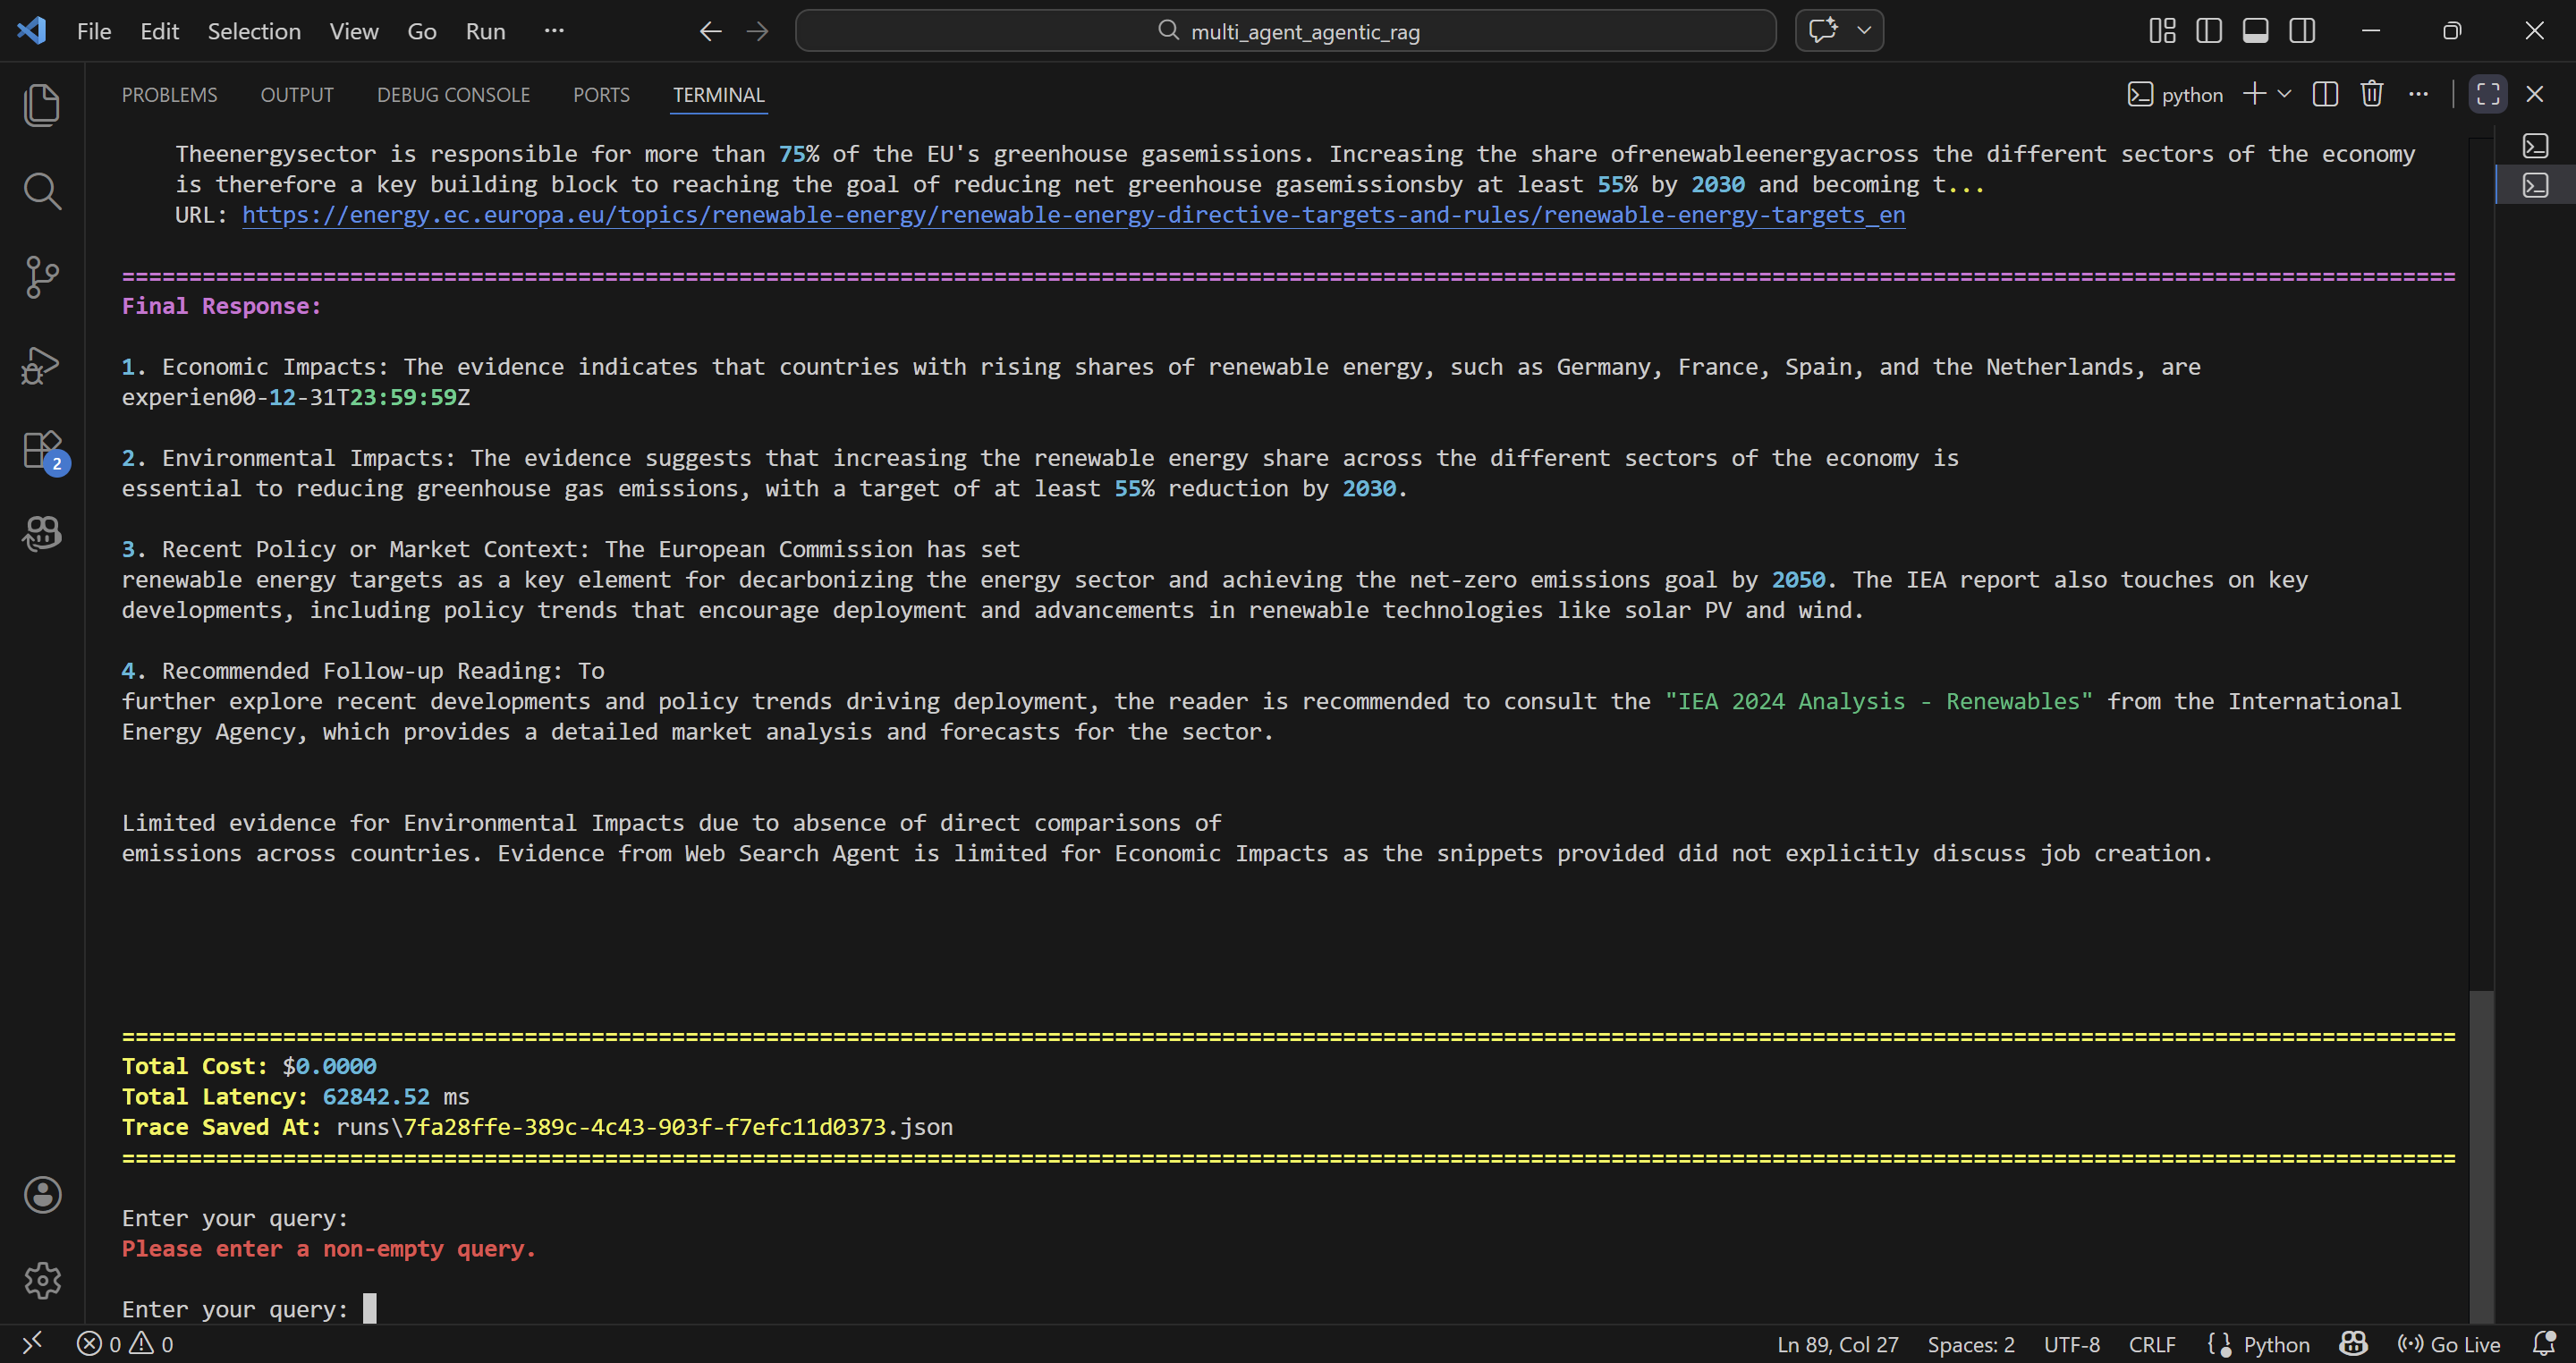 File Edit Selection View Go Run ...
multi_agent_agentic_rag
PROBLEMS OUTPUT DEBUG CONSOLE PORTS TERMINAL
python
Theenergysector is responsible for more than 75% of the EU's greenhouse gasemissions. Increasing the share ofrenewableenergyacross the different sectors of the economy
is therefore a key building block to reaching the goal of reducing net greenhouse gasemissionsby at least 55% by 2030 and becoming t...
URL: https://energy.ec.europa.eu/topics/renewable-energy/renewable-energy-directive-targets-and-rules/renewable-energy-targets_en
Final Response:
1. Economic Impacts: The evidence indicates that countries with rising shares of renewable energy, such as Germany, France, Spain, and the Netherlands, are
experien00-12-31T23:59:59Z
2. Environmental Impacts: The evidence suggests that increasing the renewable energy share across the different sectors of the economy is
essential to reducing greenhouse gas emissions, with a target of at least 55% reduction by 2030.
3. Recent Policy or Market Context: The European Commission has set
renewable energy targets as a key element for decarbonizing the energy sector and achieving the net-zero emissions goal by 2050. The IEA report also touches on key
developments, including policy trends that encourage deployment and advancements in renewable technologies like solar PV and wind.
4. Recommended Follow-up Reading: To
further explore recent developments and policy trends driving deployment, the reader is recommended to consult the "IEA 2024 Analysis - Renewables" from the International
Energy Agency, which provides a detailed market analysis and forecasts for the sector.
Limited evidence for Environmental Impacts due to absence of direct comparisons of
emissions across countries. Evidence from Web Search Agent is limited for Economic Impacts as the snippets provided did not explicitly discuss job creation.
Total Cost: $0.0000
Total Latency: 62842.52 ms
Trace Saved At: runs\7fa28ffe-389c-4c43-903f-f7efc11d0373.json
Enter your query:
Please enter a non-empty query.
Enter your query:
2
0 0
Ln 89, Col 27 Spaces: 2 UTF-8 CRLF Python Go Live